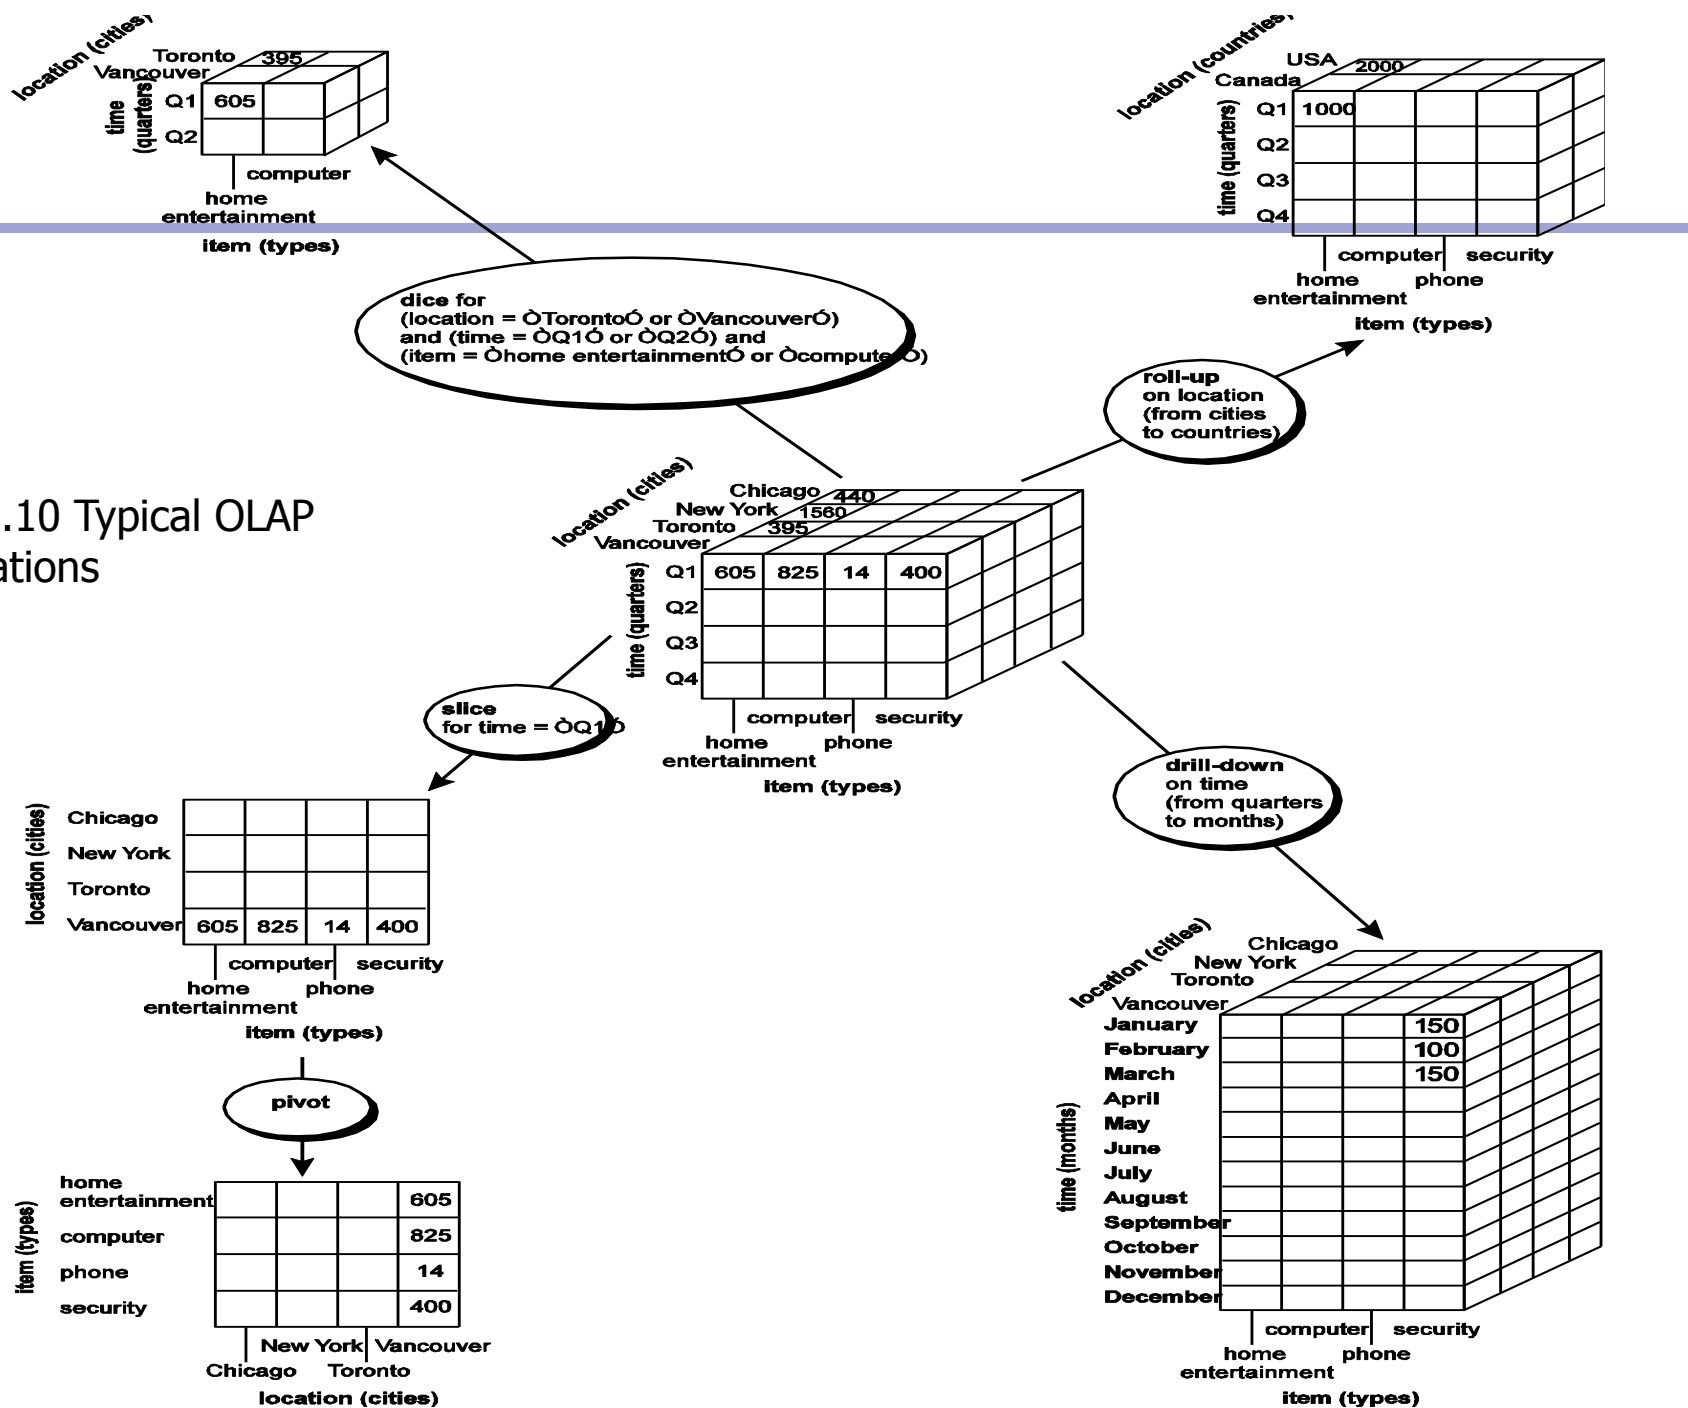 location (cities)
Toronto 395
Vancouver
time
(quarters)
Q1 605
Q2
computer
home
entertainment
item (types)
location (countries)
USA 2000
Canada
time (quarters)
Q1 1000
Q2
Q3
Q4
computer security
home phone
entertainment
item (types)
dice for
(location = ÒTorontoÓ or ÒVancouverÓ)
and (time = ÒQ1Ó or ÒQ2Ó) and
(item = Òhome entertainmentÓ or ÒcomputerÓ)
roll-up
on location
(from cities
to countries)
.10 Typical OLAP
ations
location (cities)
Chicago 440
New York 1560
Toronto 395
Vancouver
time (quarters)
Q1 605 825 14 400
Q2
Q3
Q4
computer security
home phone
entertainment
item (types)
slice
for time = ÒQ1Ó
drill-down
on time
(from quarters
to months)
location (cities)
Chicago
New York
Toronto
Vancouver 605 825 14 400
computer security
home phone
entertainment
item (types)
pivot
item (types)
home
entertainment 605
computer 825
phone 14
security 400
New York Vancouver
Chicago Toronto
location (cities)
location (cities)
Chicago
New York
Toronto
Vancouver
time (months)
January 150
February 100
March 150
April
May
June
July
August
September
October
November
December
computer security
home phone
entertainment
item (types)